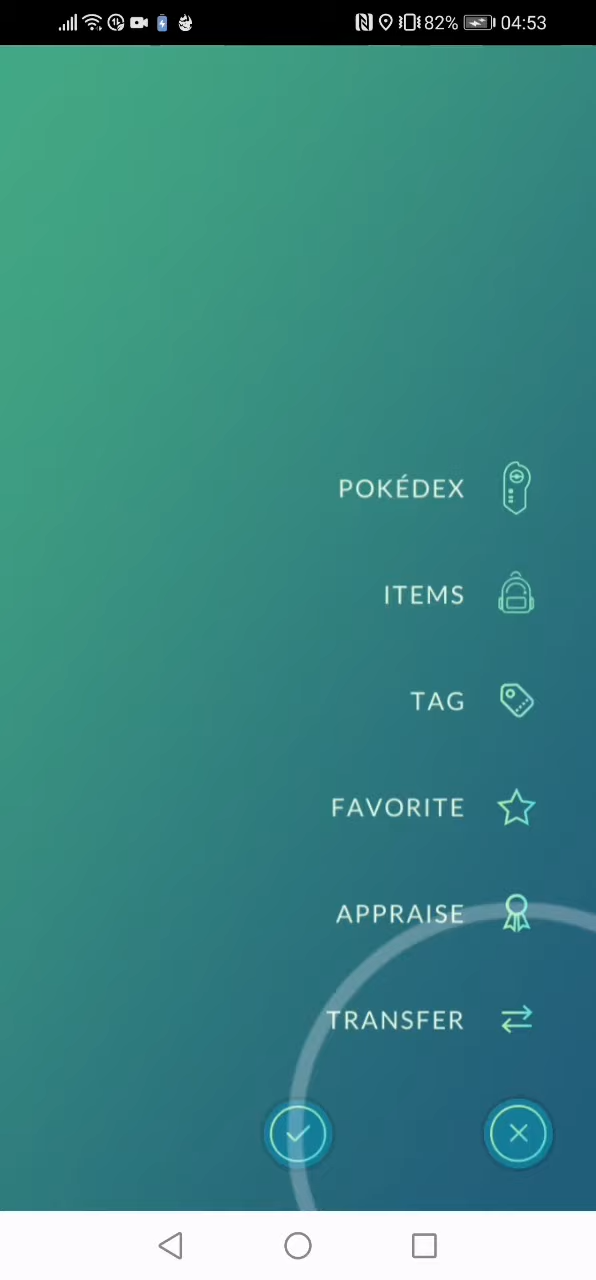 82% 04:53
POKÉDEX
ITEMS
TAG
FAVORITE
APPRAISE
TRANSFER